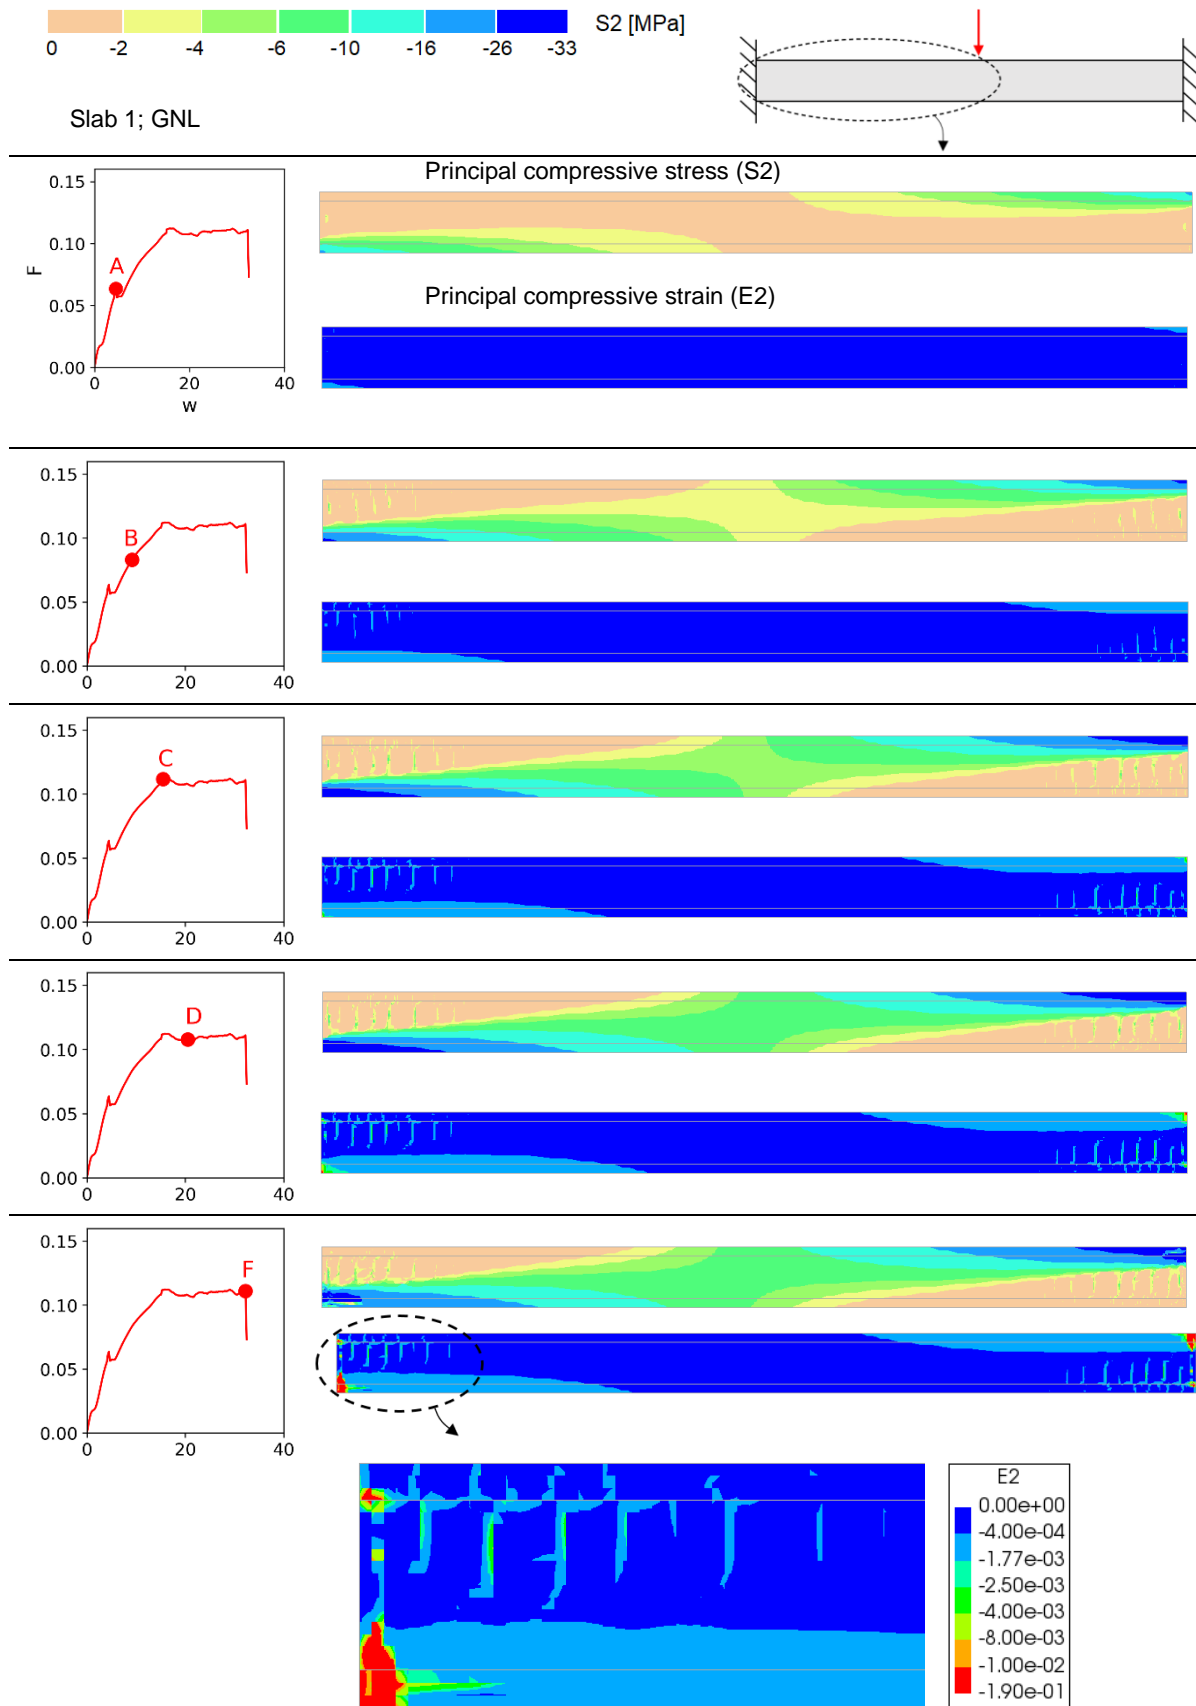 S2 [MPa]
0 -2 -4 -6 -10 -16 -26 -33
Slab 1; GNL
Principal compressive stress (S2)
0.15
0.10
0.05
0.00
F
A
0 20 40
w
Principal compressive strain (E2)
0.15
0.10
0.05
0.00
B
0 20 40
0.15
0.10
0.05
0.00
C
0 20 40
0.15
0.10
0.05
0.00
D
0 20 40
0.15
0.10
0.05
0.00
F
0 20 40
E2
0.00e+00
-4.00e-04
-1.77e-03
-2.50e-03
-4.00e-03
-8.00e-03
-1.00e-02
-1.90e-01